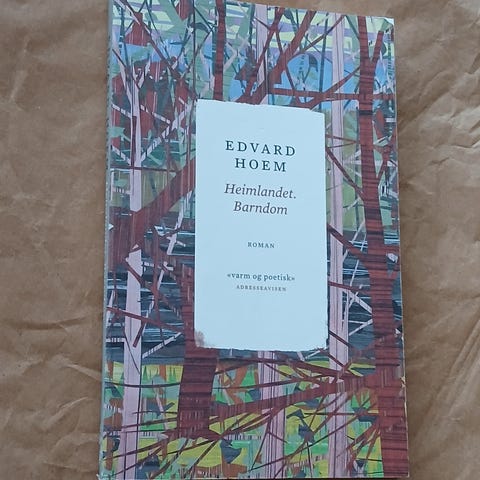 EDVARD
HOEM
Heimlandet.
Barndom
ROMAN
«varm og poetisk»
ADRESSEAVISEN